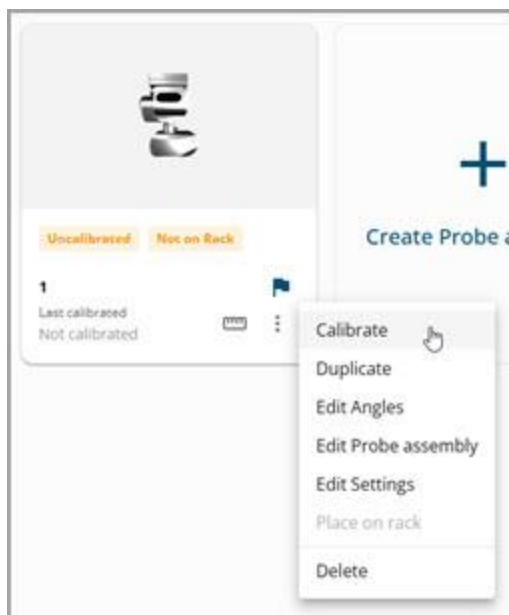 Uncalibrated Not on Rack
1
Last calibrated
Not calibrated
Create Probe a
Calibrate
Duplicate
Edit Angles
Edit Probe assembly
Edit Settings
Place on rack
Delete